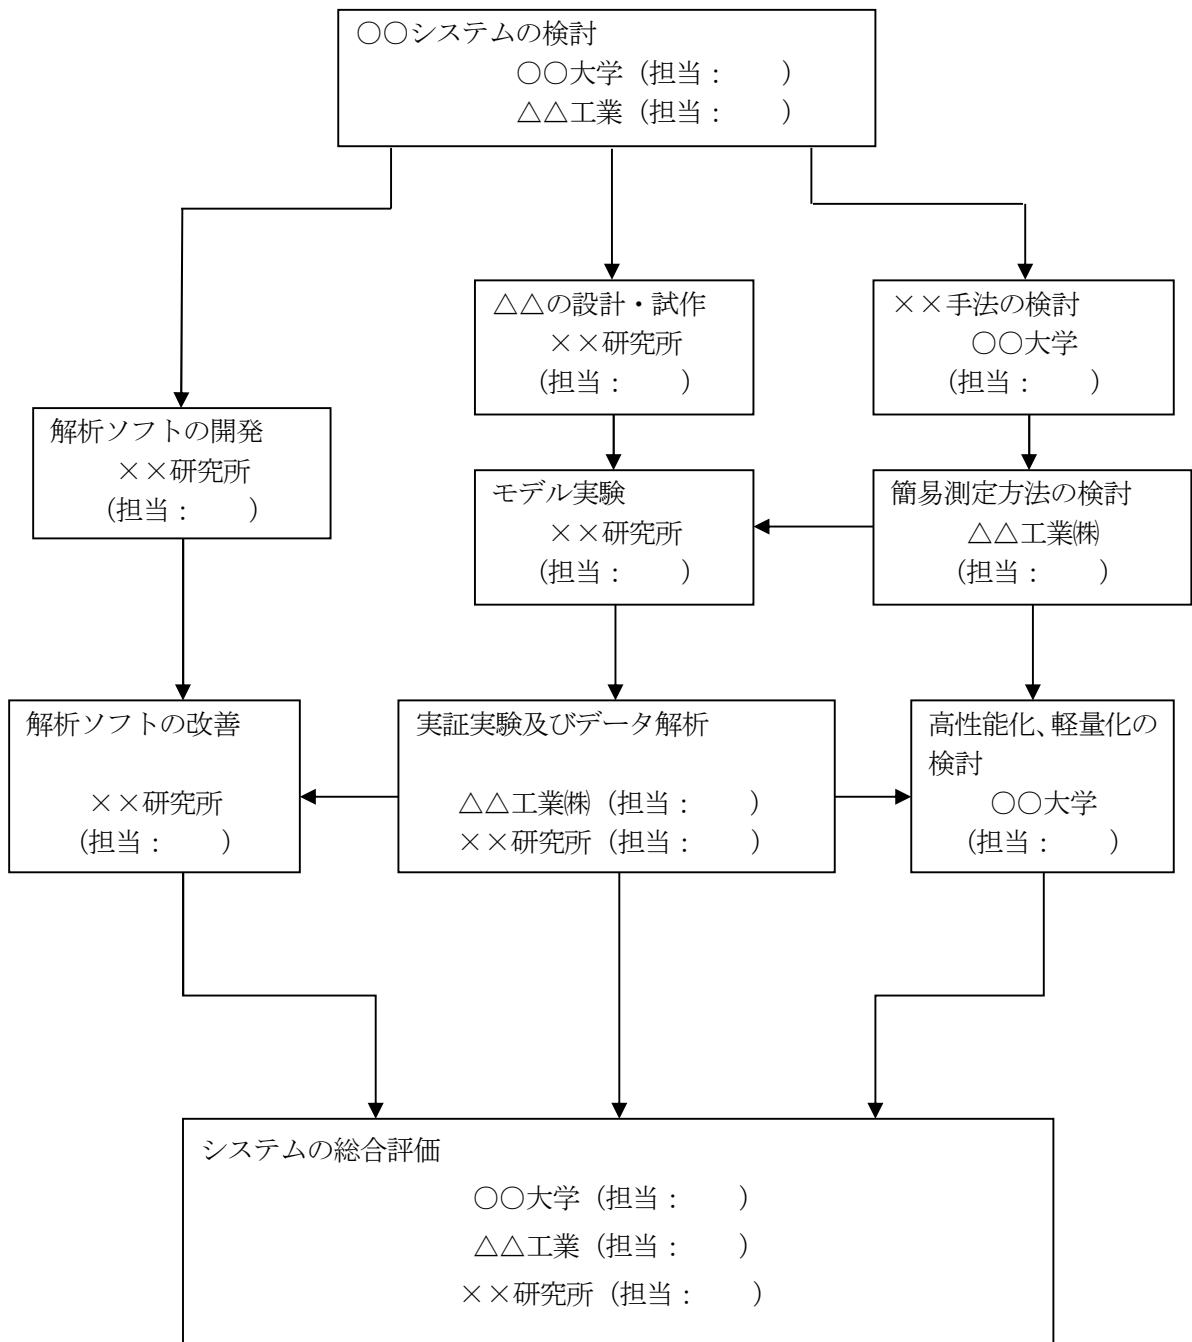 〇〇システムの検討
〇〇大学（担当：　　）
△△工業（担当：　　）
△△の設計・試作
××研究所
（担当：　　）
××手法の検討
〇〇大学
（担当：　　）
解析ソフトの開発
××研究所
（担当：　　）
モデル実験
××研究所
（担当：　　）
簡易測定方法の検討
△△工業㈱
（担当：　　）
解析ソフトの改善
××研究所
（担当：　　）
実証実験及びデータ解析
△△工業㈱（担当：　　）
××研究所（担当：　　）
高性能化、軽量化の
検討
〇〇大学
（担当：　　）
システムの総合評価
〇〇大学（担当：　　）
△△工業（担当：　　）
××研究所（担当：　　）